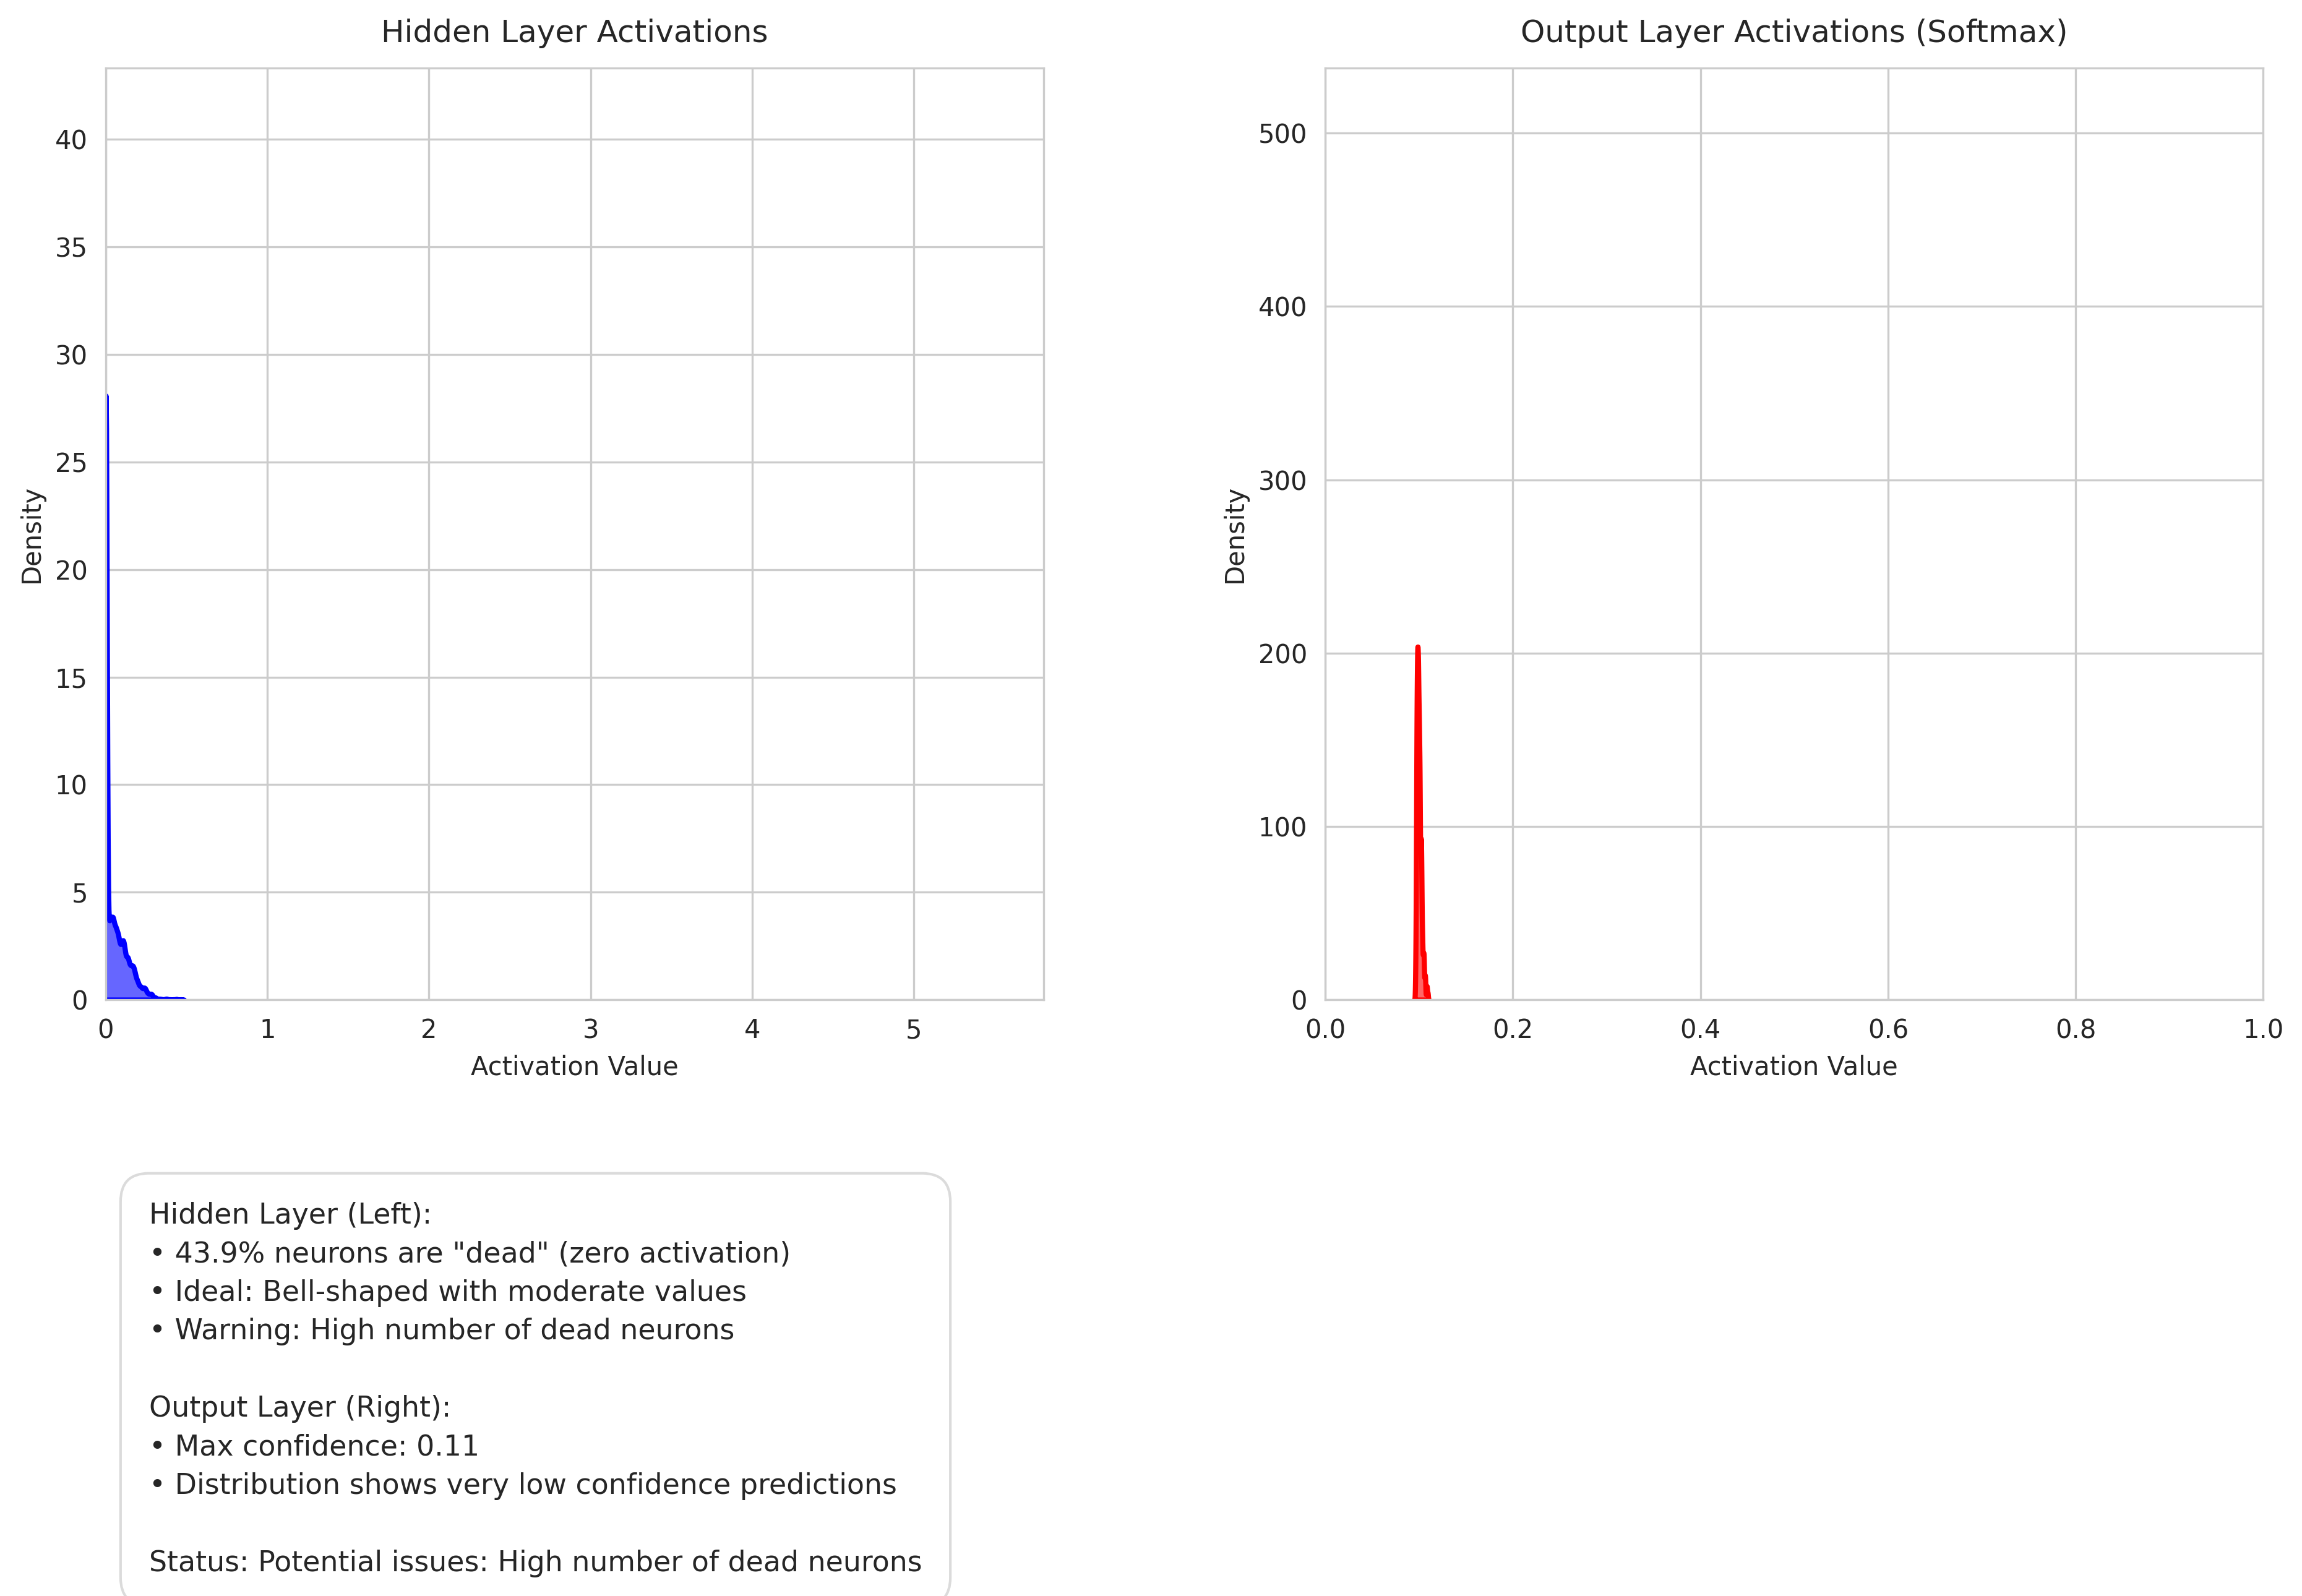 Hidden Layer Activations
40
35
30
25
20
15
10
5
0
Density
0 1 2 3 4 5
Activation Value
Output Layer Activations (Softmax)
500
400
300
200
100
0
Density
0.0 0.2 0.4 0.6 0.8 1.0
Activation Value
Hidden Layer (Left):
• 43.9% neurons are "dead" (zero activation)
• Ideal: Bell-shaped with moderate values
• Warning: High number of dead neurons
Output Layer (Right):
• Max confidence: 0.11
• Distribution shows very low confidence predictions
Status: Potential issues: High number of dead neurons